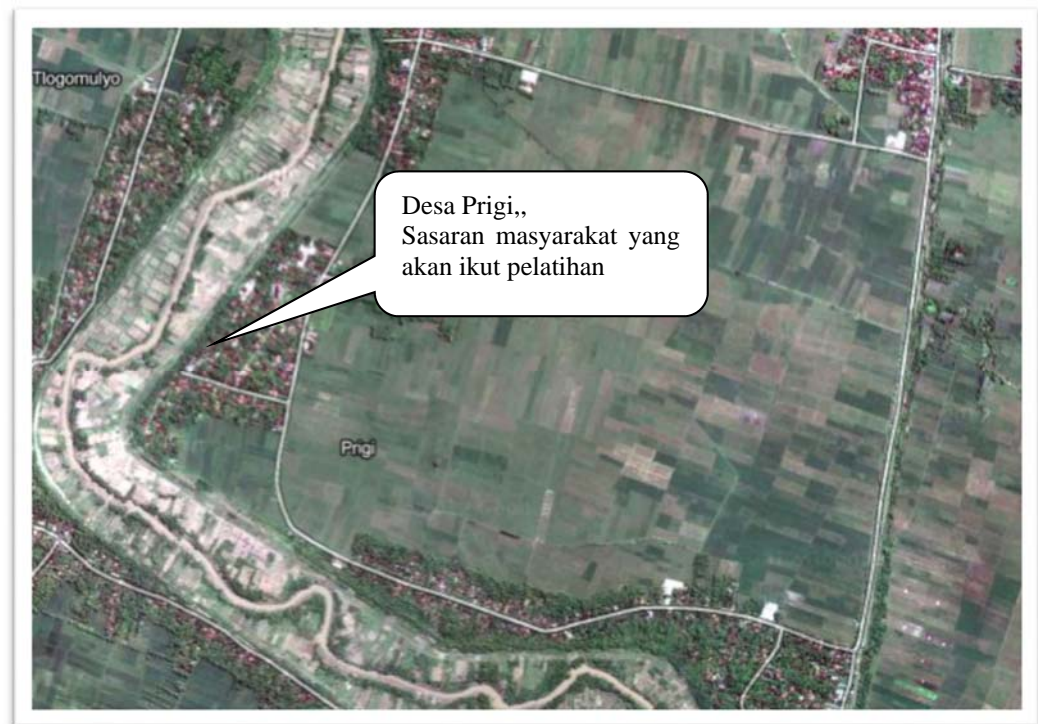 Tlogomulyo
Desa Prigi,,
Sasaran masyarakat yang
akan ikut pelatihan
Prigi